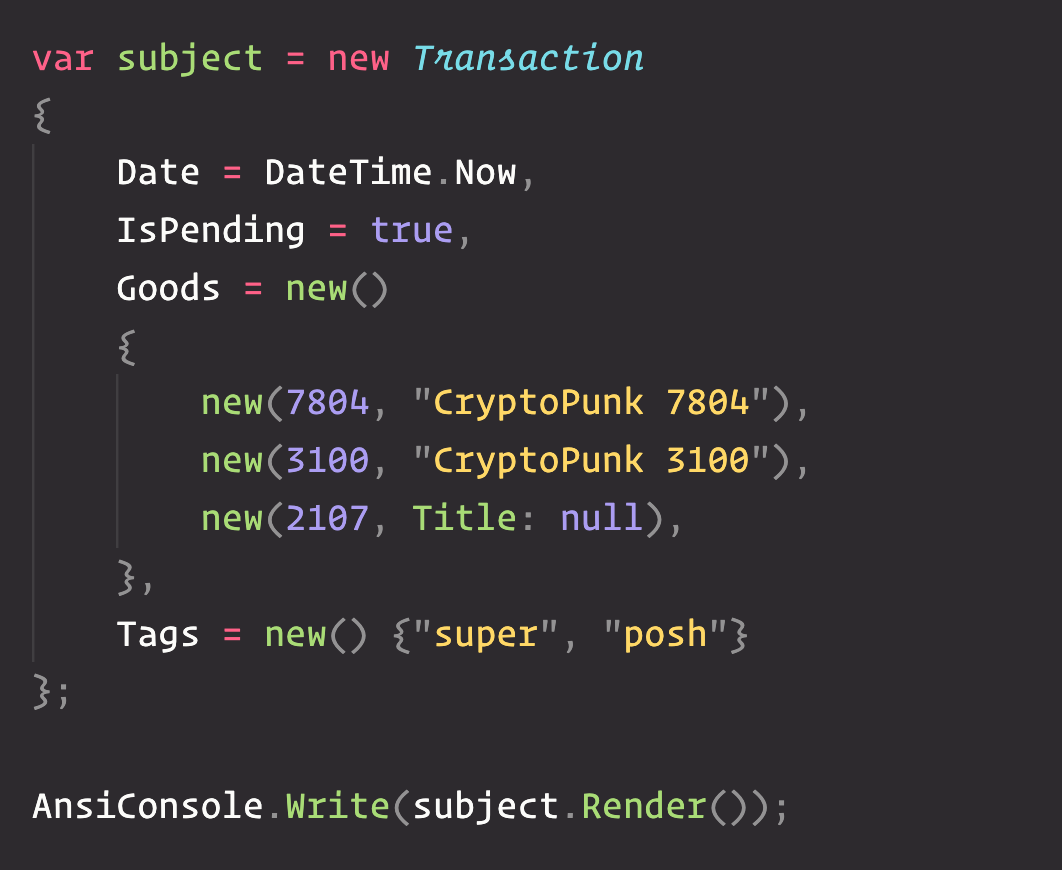 var subject = new Transaction
{
    Date = DateTime.Now,
    IsPending = true,
    Goods = new()
    {
        new(7804, "CryptoPunk 7804"),
        new(3100, "CryptoPunk 3100"),
        new(2107, Title: null),
    },
    Tags = new() {"super", "posh"}
};

AnsiConsole.Write(subject.Render());